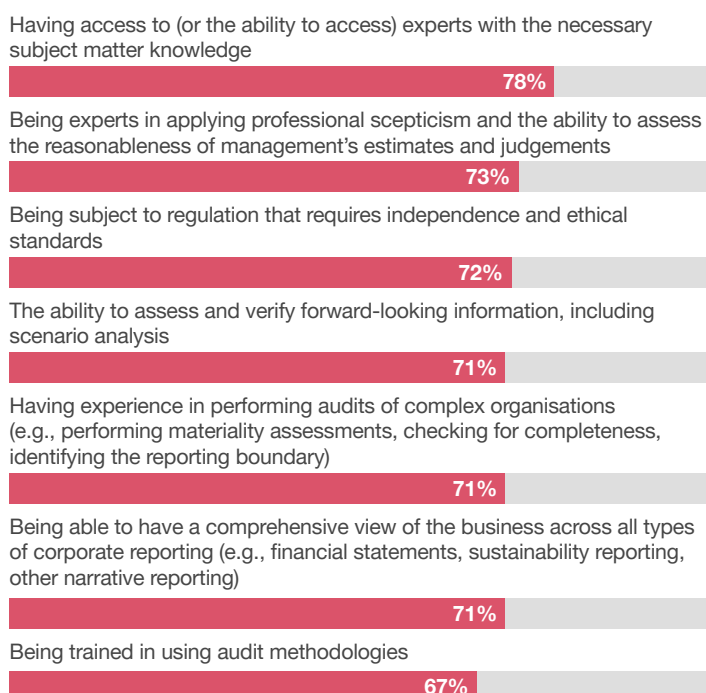 Having access to (or the ability to access) experts with the necessary
subject matter knowledge
78%
Being experts in applying professional scepticism and the ability to assess
the reasonableness of management’s estimates and judgements
73%
Being subject to regulation that requires independence and ethical
standards
72%
The ability to assess and verify forward-looking information, including
scenario analysis
71%
Having experience in performing audits of complex organisations
(e.g., performing materiality assessments, checking for completeness,
identifying the reporting boundary)
71%
Being able to have a comprehensive view of the business across all types
of corporate reporting (e.g., financial statements, sustainability reporting,
other narrative reporting)
71%
Being trained in using audit methodologies
67%